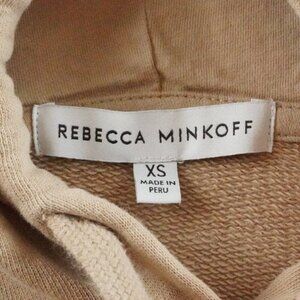 REBECCA MINKOFF
XS
MADE IN
PERU